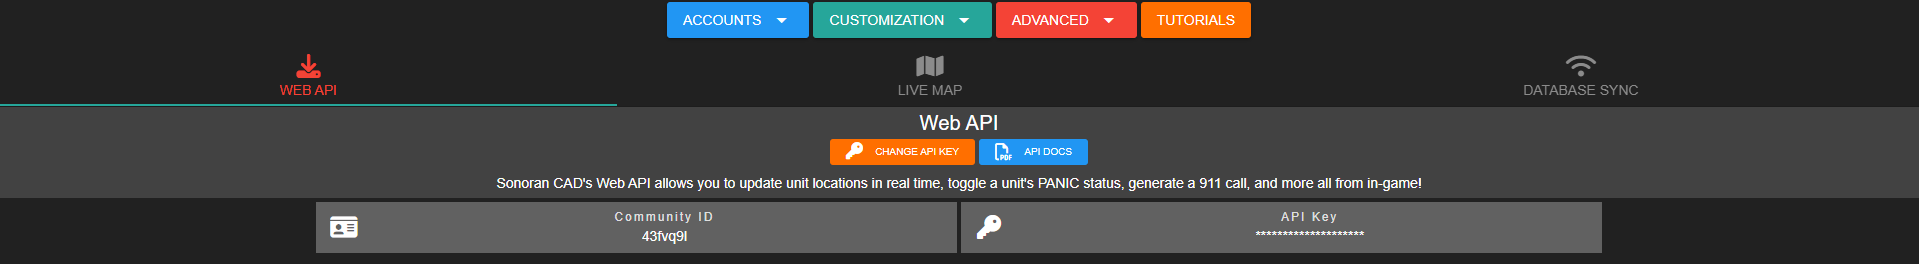 ACCOUNTS CUSTOMIZATION ADVANCED TUTORIALS
WEB API LIVE MAP DATABASE SYNC
Web API
CHANGE API KEY PDF API DOCS
Sonoran CAD's Web API allows you to update unit locations in real time, toggle a unit's PANIC status, generate a 911 call, and more all from in-game!
Community ID API Key
43fvq9l ********************